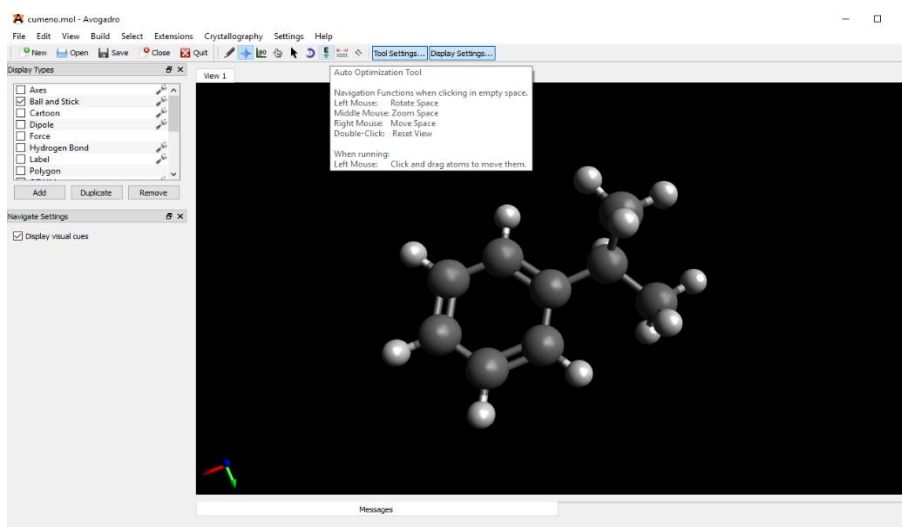 cumeno.mol - Avogadro
File Edit View Build Select Extensions Crystallography Settings Help
New Open Save Close Quit Tool Settings... Display Settings...
Display Types
Axes
Ball and Stick
Cartoon
Dipole
Force
Hydrogen Bond
Label
Polygon
Add Duplicate Remove
Navigate Settings
Display visual cues
View 1
Auto Optimization Tool
Navigation Functions when clicking in empty space.
Left Mouse: Rotate Space
Middle Mouse: Zoom Space
Right Mouse: Move Space
Double-Click: Reset View
When running:
Left Mouse: Click and drag atoms to move them.
Messages